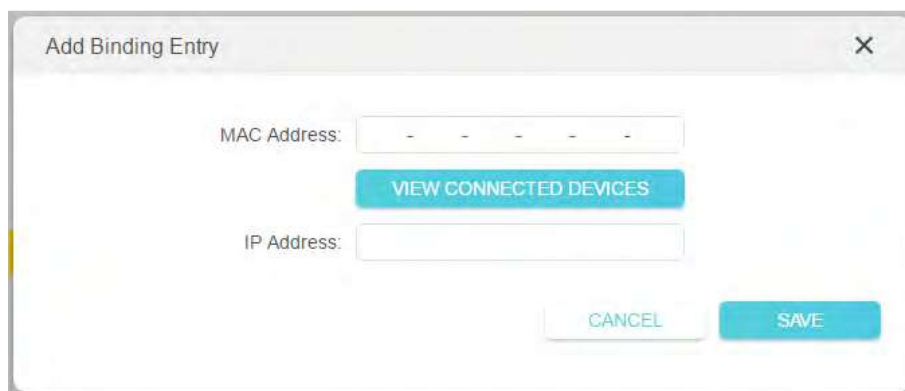 Add Binding Entry
MAC Address: - - - - -
VIEW CONNECTED DEVICES
IP Address:
CANCEL SAVE